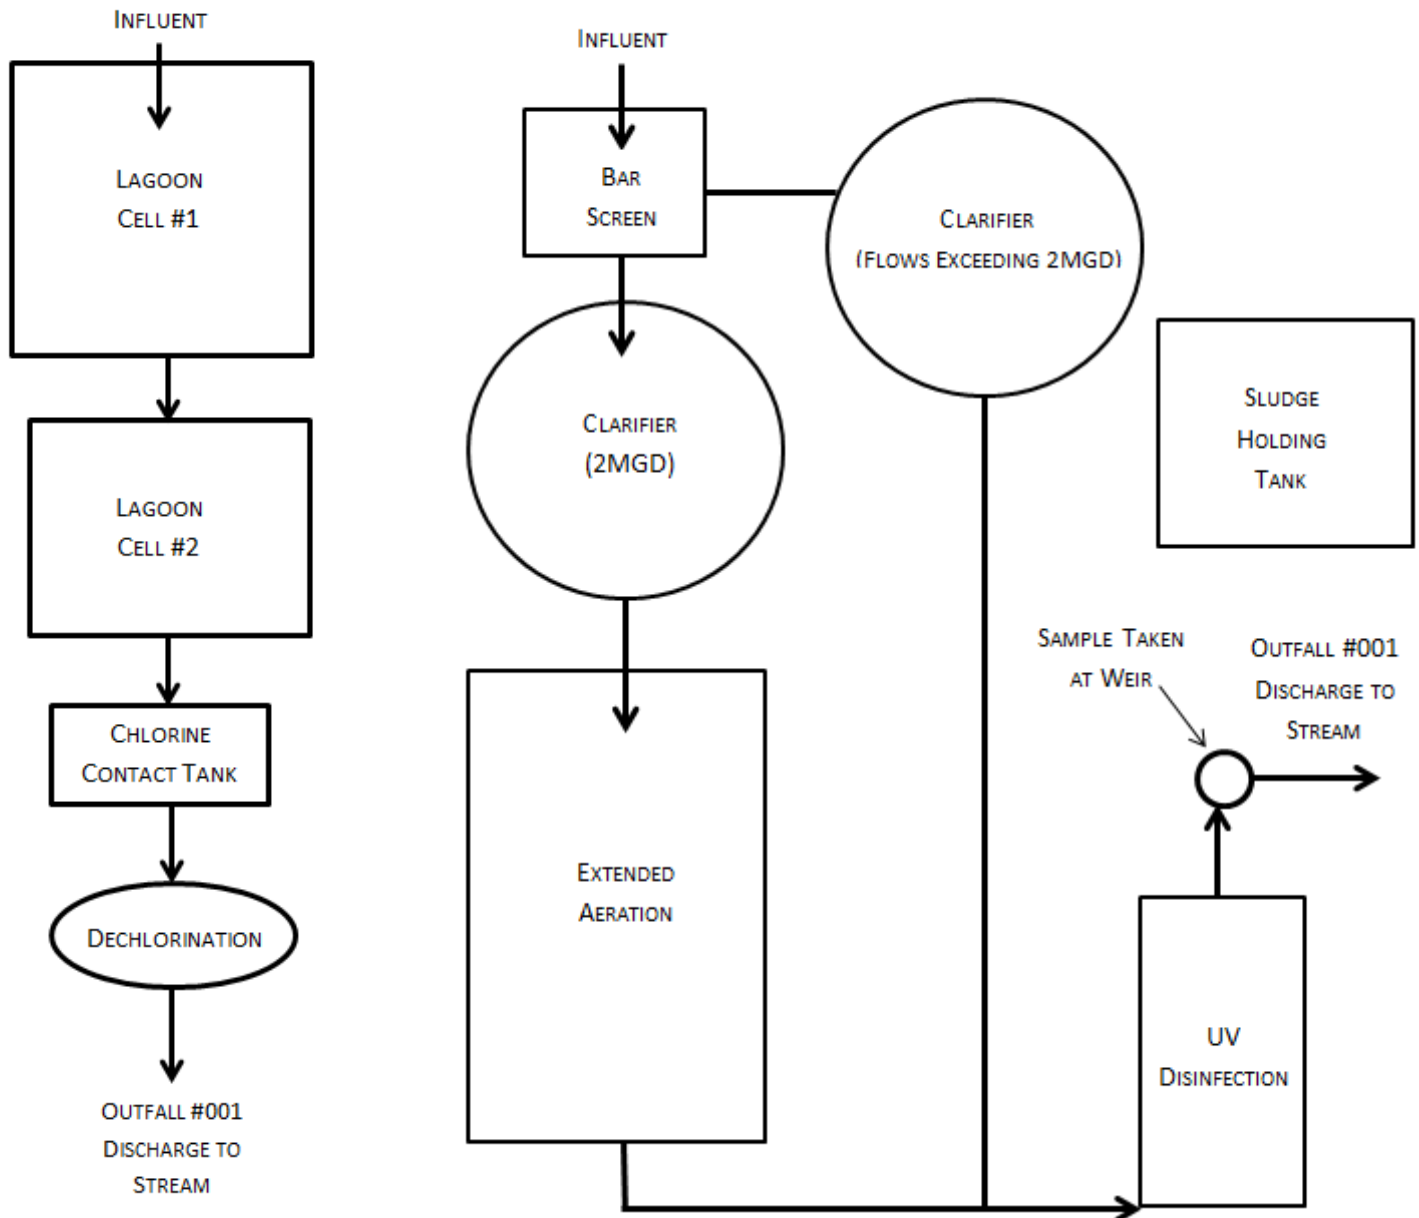 INFLUENT
LAGOON
CELL #1
LAGOON
CELL #2
CHLORINE
CONTACT TANK
DECHLORINATION
OUTFALL #001
DISCHARGE TO
STREAM
INFLUENT
BAR
SCREEN
CLARIFIER
(FLOWS EXCEEDING 2MGD)
CLARIFIER
(2MGD)
EXTENDED
AERATION
SLUDGE
HOLDING
TANK
SAMPLE TAKEN
AT WEIR
OUTFALL #001
DISCHARGE TO
STREAM
UV
DISINFECTION